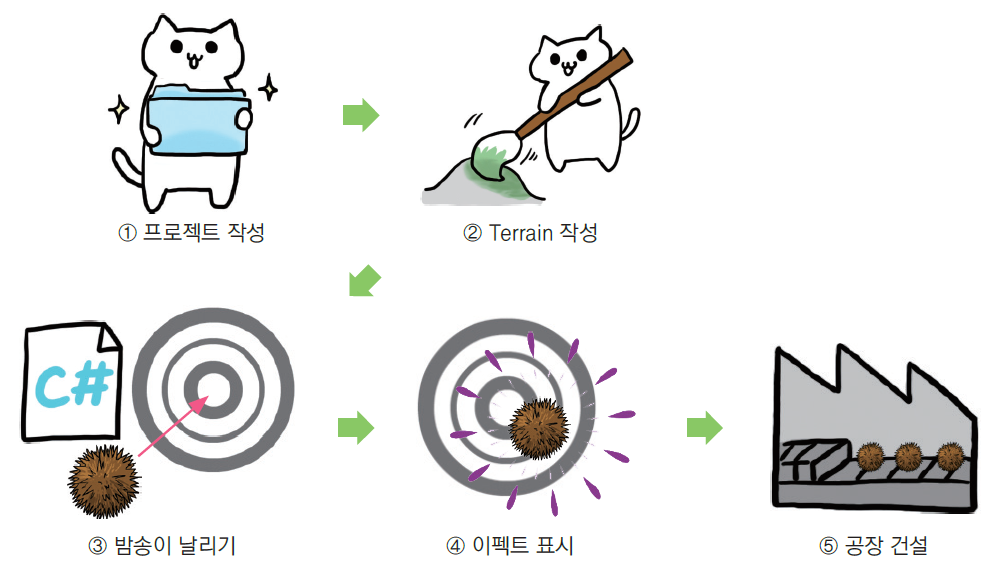 ① 프로젝트 작성
② Terrain 작성
C#
③ 밤송이 날리기
④ 이펙트 표시
⑤ 공장 건설